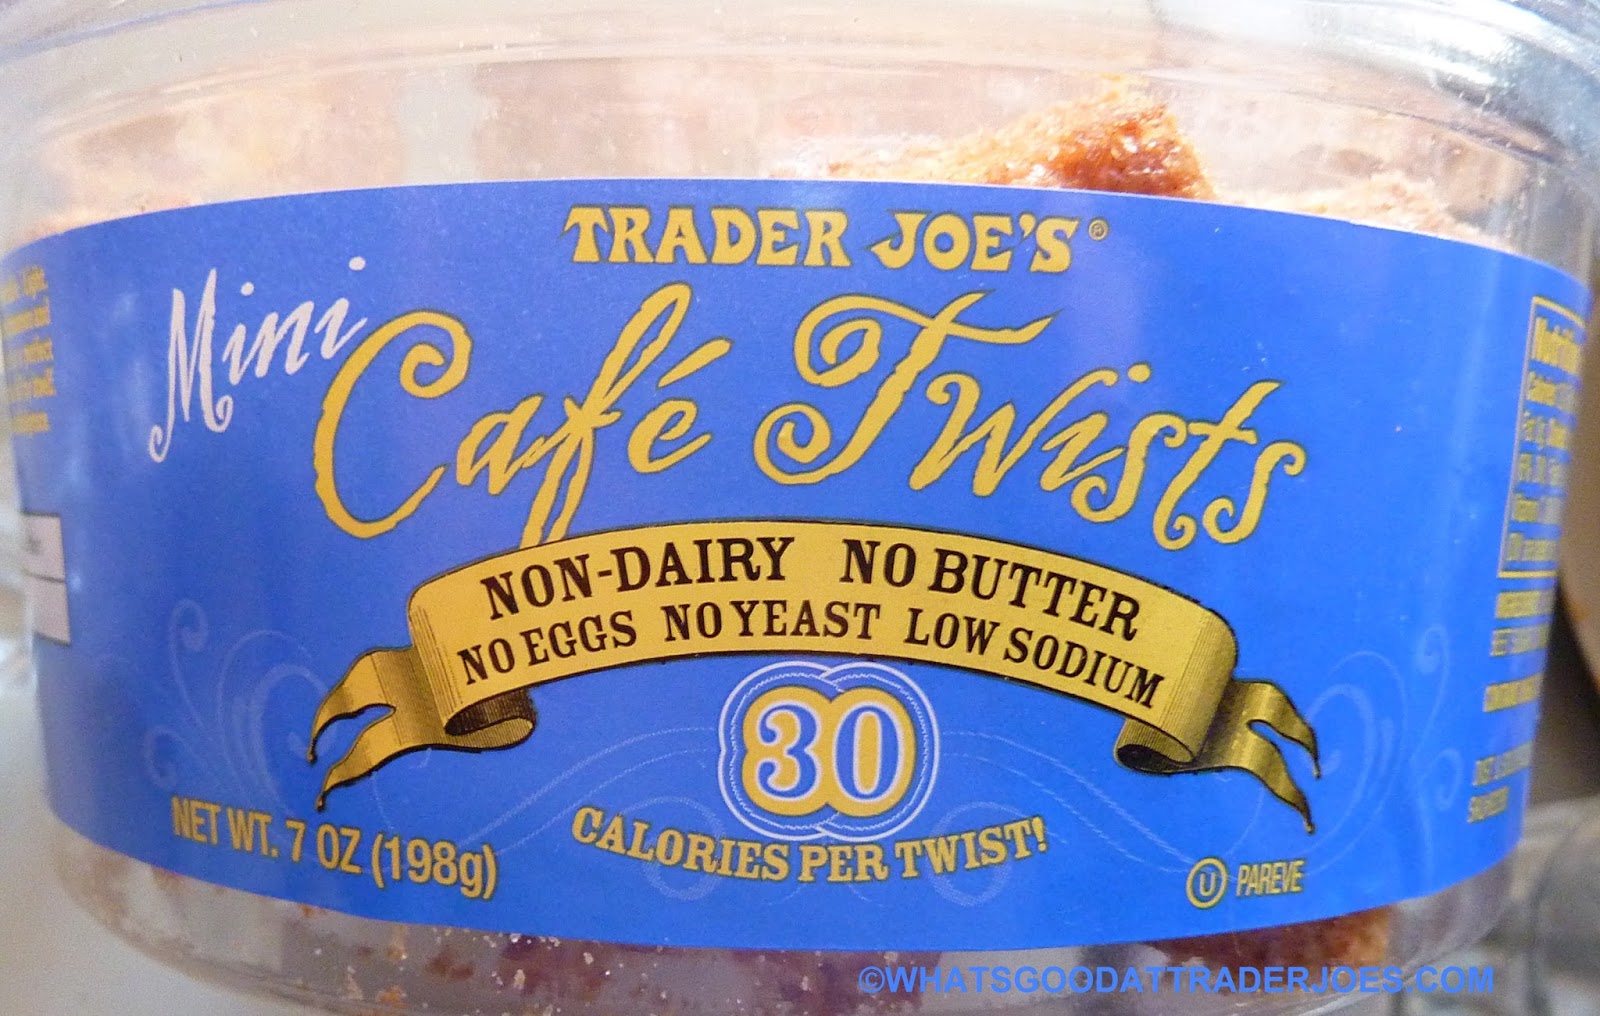 TRADER JOE'S®
Mini
Café Twists
NON-DAIRY NO BUTTER
NO EGGS NO YEAST LOW SODIUM
30
CALORIES PER TWIST!
NET WT. 7 OZ (198g)
U PAREVE
©WHATSGOODATTRADERJOES.COM